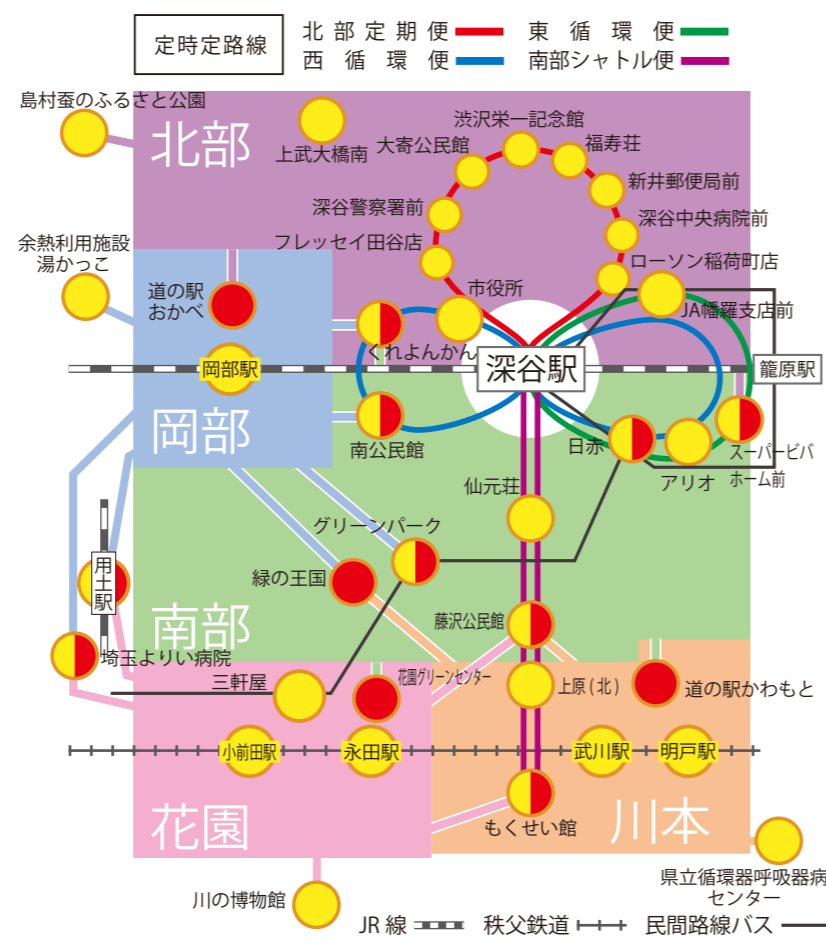 定時定路線
北部定期便
東循環便
西循環便
南部シャトル便
島村蚕のふるさと公園
北部
上武大橋南
渋沢栄一記念館
大寄公民館
福寿荘
新井郵便局前
深谷警察署前
深谷中央病院前
フレッセイ田谷店
ローソン稲荷町店
余熱利用施設
湯かっこ
道の駅
おかべ
市役所
JA幡羅支店前
くれよんかん
岡部駅
深谷駅
籠原駅
岡部
南公民館
日赤
アリオ
スーパービバ
ホーム前
仙元荘
グリーンパーク
用土駅
緑の王国
南部
藤沢公民館
埼玉よりい病院
三軒屋
花園グリーンセンター
上原(北)
道の駅かわもと
小前田駅
永田駅
武川駅
明戸駅
花園
もくせい館
川本
川の博物館
県立循環器呼吸器病
センター
JR線
秩父鉄道
民間路線バス